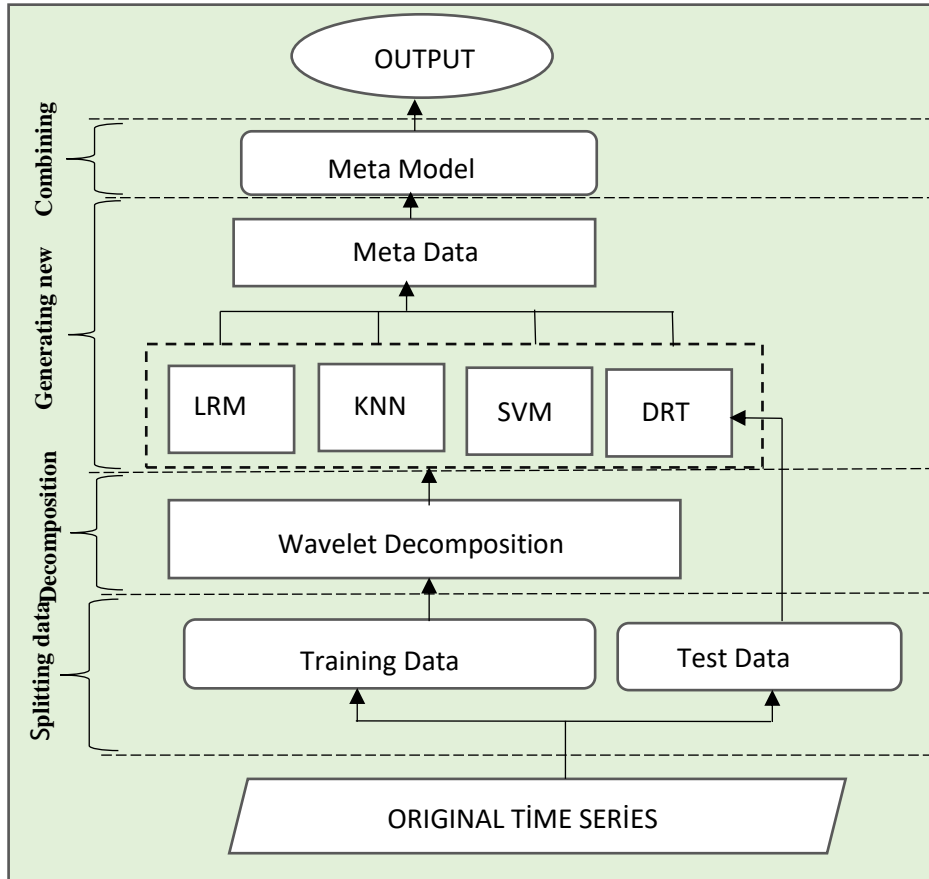 OUTPUT
Combining
Meta Model
Generating new
Meta Data
LRM
KNN
SVM
DRT
Decomposition
Wavelet Decomposition
Splitting data
Training Data
Test Data
ORIGINAL TİME SERİES